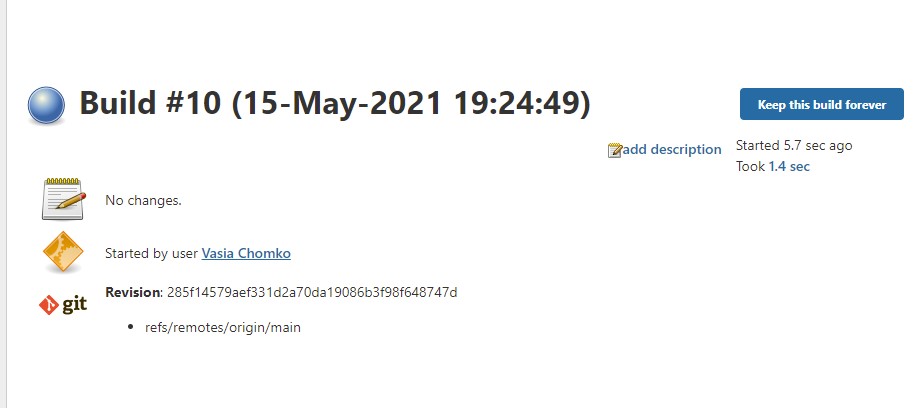 Build #10 (15-May-2021 19:24:49)
Keep this build forever
add description
Started 5.7 sec ago
Took 1.4 sec
No changes.
Started by user Vasia Chomko
git
Revision: 285f14579aef331d2a70da19086b3f98f648747d
refs/remotes/origin/main